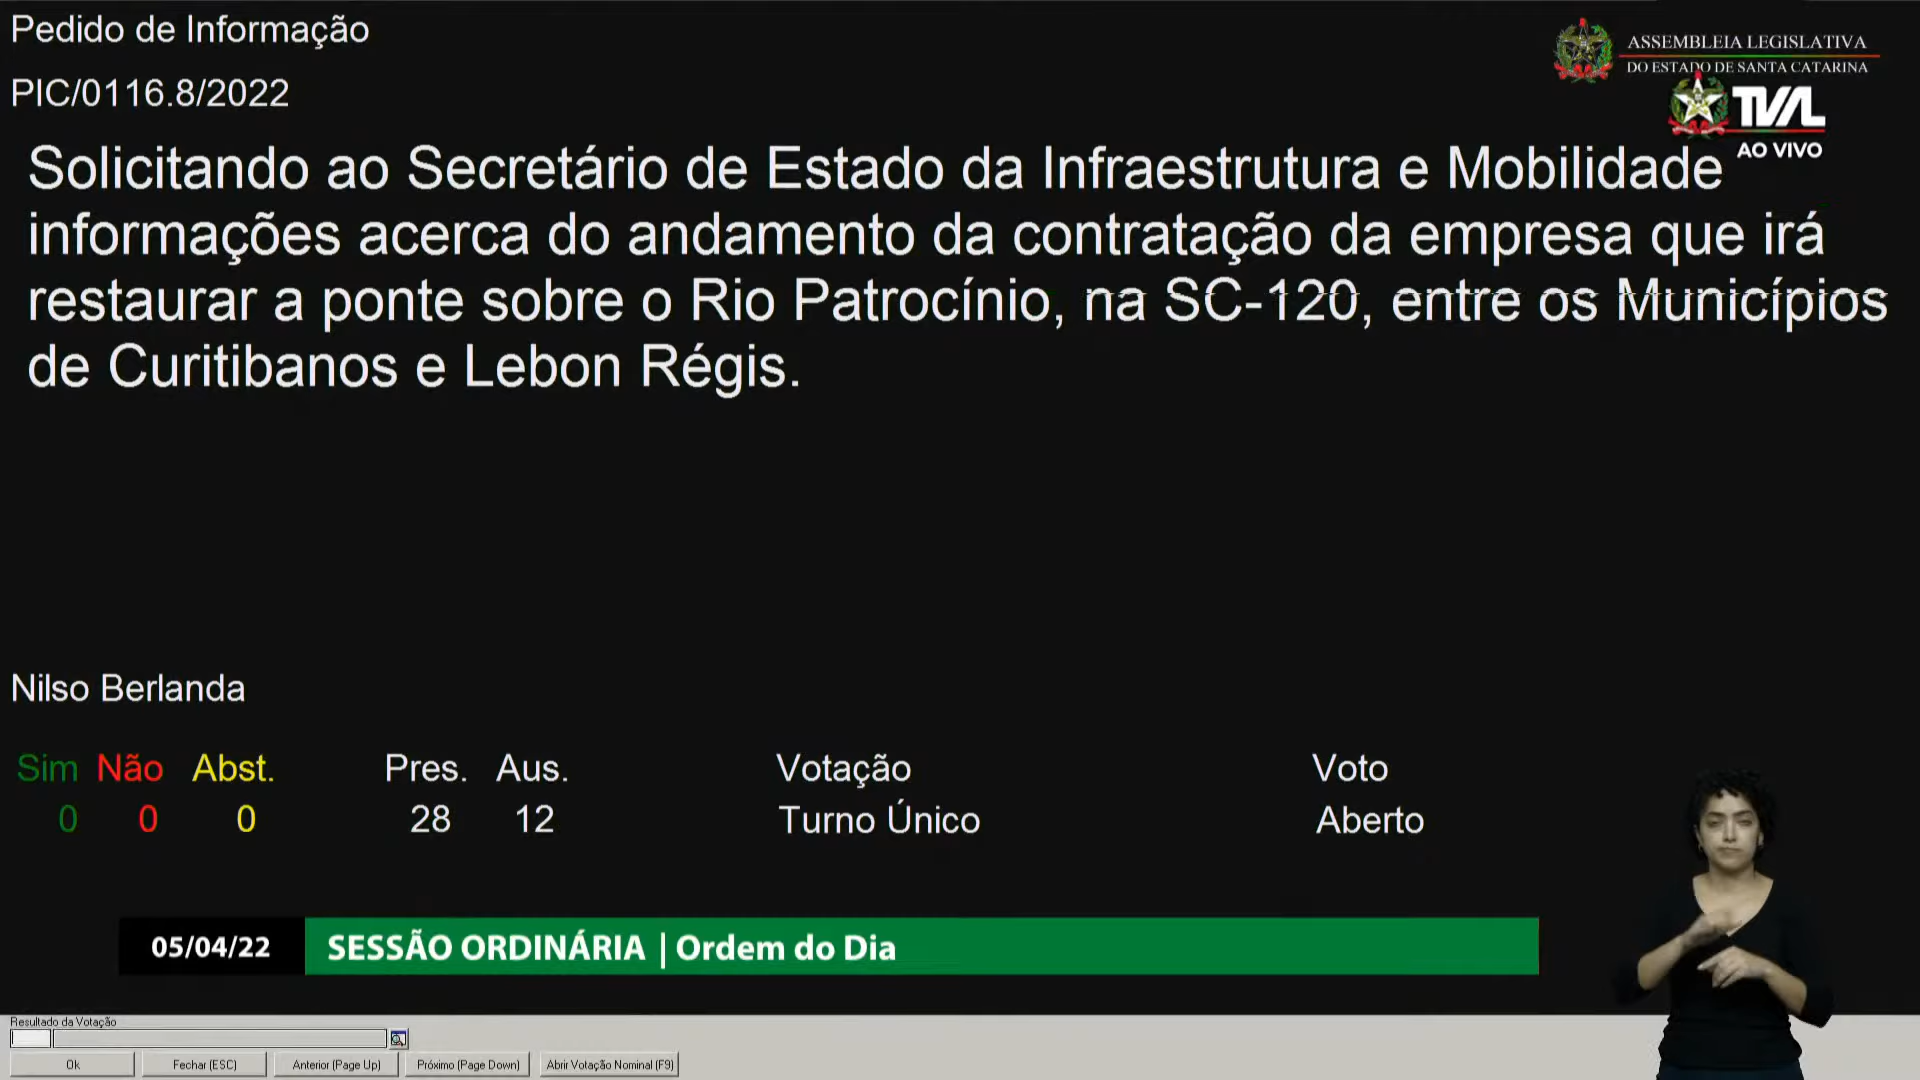 Pedido de Informação
PIC/0116.8/2022
ASSEMBLEIA LEGISLATIVA
DO ESTADO DE SANTA CATARINA
TVAL
AO VIVO
Solicitando ao Secretário de Estado da Infraestrutura e Mobilidade
informações acerca do andamento da contratação da empresa que irá
restaurar a ponte sobre o Rio Patrocínio, na SC-120, entre os Municípios
de Curitibanos e Lebon Régis.
Nilso Berlanda
Sim Não Abst. Pres. Aus. Votação Voto
0 0 0 28 12 Turno Único Aberto
05/04/22 SESSÃO ORDINÁRIA | Ordem do Dia
Resultado da Votação
Ok Fechar (ESC) Anterior (Page Up) Próximo (Page Down) Abrir Votação Nominal (F9)